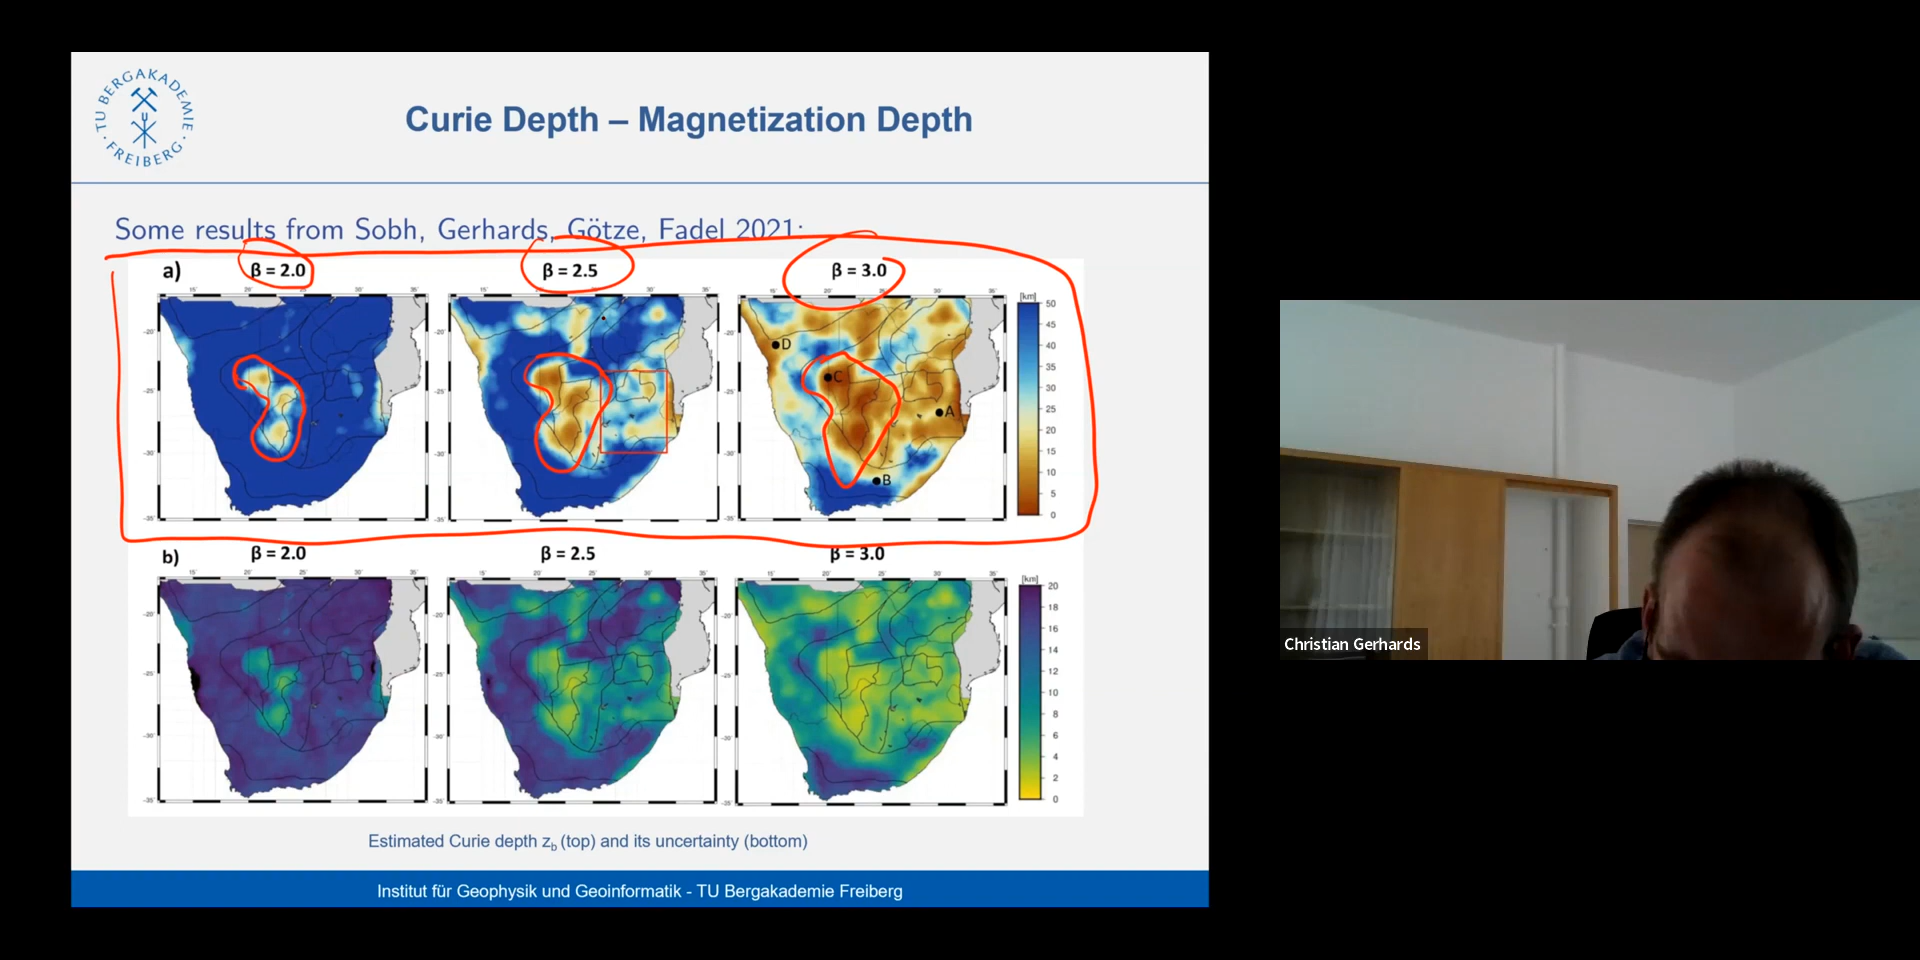 TU BERGAKADEMIE
FREIBERG
Curie Depth – Magnetization Depth
Some results from Sobh, Gerhards, Götze, Fadel 2021:
a)
β = 2.0
β = 2.5
β = 3.0
[km]
50
45
40
35
30
25
20
15
10
5
0
D
C
A
B
b)
β = 2.0
β = 2.5
β = 3.0
[km]
20
18
16
14
12
10
8
6
4
2
0
Estimated Curie depth zb (top) and its uncertainty (bottom)
Institut für Geophysik und Geoinformatik - TU Bergakademie Freiberg
Christian Gerhards